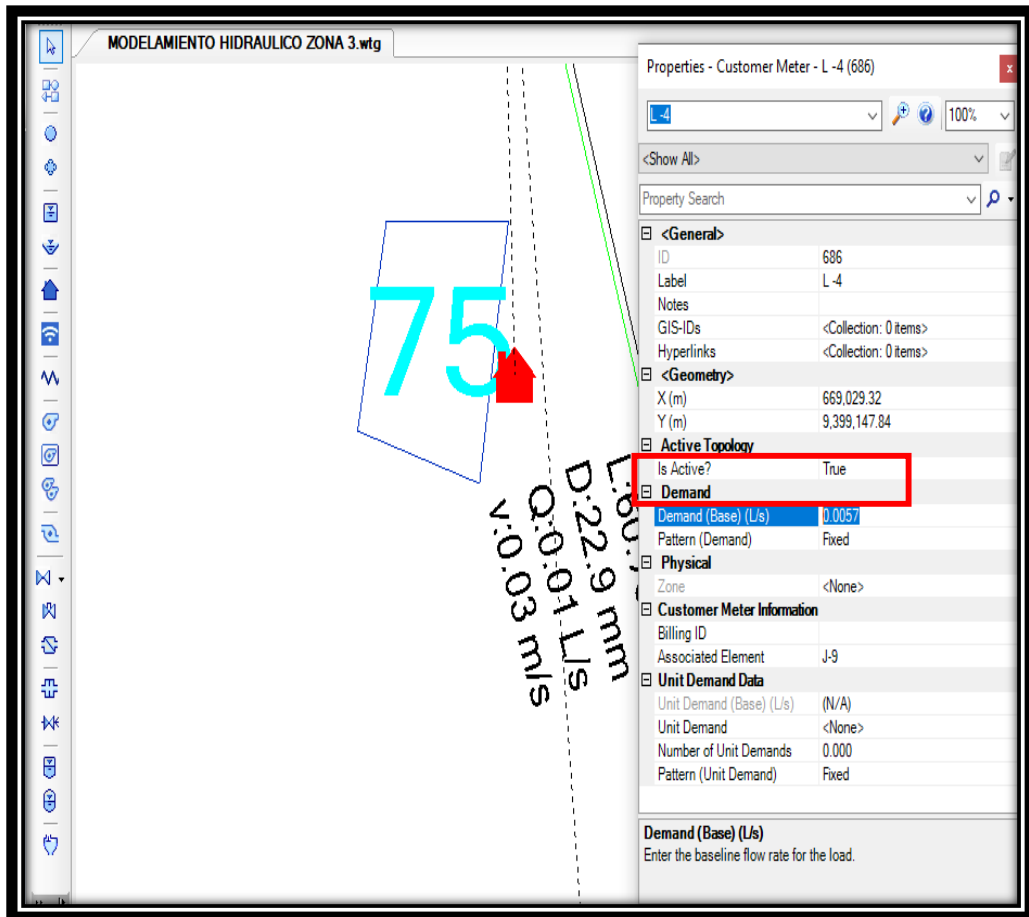 MODELAMIENTO HIDRAULICO ZONA 3.wtg
75
D:22.9 mm
Q:0.01 L/s
v:0.03 m/s
Properties - Customer Meter - L -4 (686)
x
L -4
100%
<Show All>
Property Search
<General>
ID 686
Label L -4
Notes
GIS-IDs <Collection: 0 items>
Hyperlinks <Collection: 0 items>
<Geometry>
X (m) 669,029.32
Y (m) 9,399,147.84
Active Topology
Is Active? True
Demand
Demand (Base) (L/s) 0.0057
Pattern (Demand) Fixed
Physical
Zone <None>
Customer Meter Information
Billing ID
Associated Element J-9
Unit Demand Data
Unit Demand (Base) (L/s) (N/A)
Unit Demand <None>
Number of Unit Demands 0.000
Pattern (Unit Demand) Fixed
Demand (Base) (L/s)
Enter the baseline flow rate for the load.